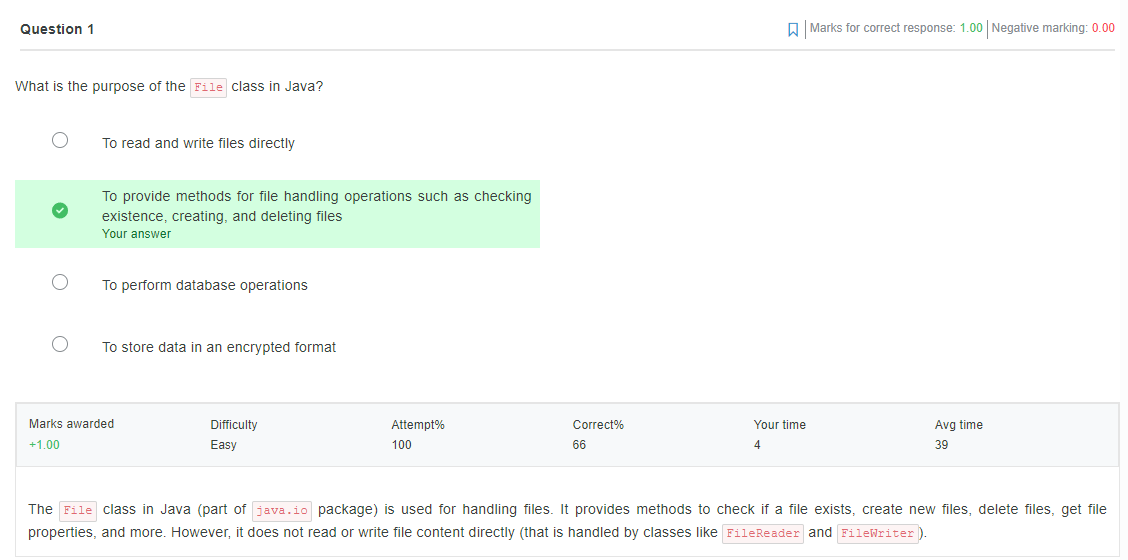 Question 1
Marks for correct response: 1.00 Negative marking: 0.00
What is the purpose of the File class in Java?
To read and write files directly
To provide methods for file handling operations such as checking
existence, creating, and deleting files
Your answer
To perform database operations
To store data in an encrypted format
Marks awarded Difficulty Attempt% Correct% Your time Avg time
+1.00 Easy 100 66 4 39
The File class in Java (part of java.io package) is used for handling files. It provides methods to check if a file exists, create new files, delete files, get file
properties, and more. However, it does not read or write file content directly (that is handled by classes like FileReader and FileWriter).